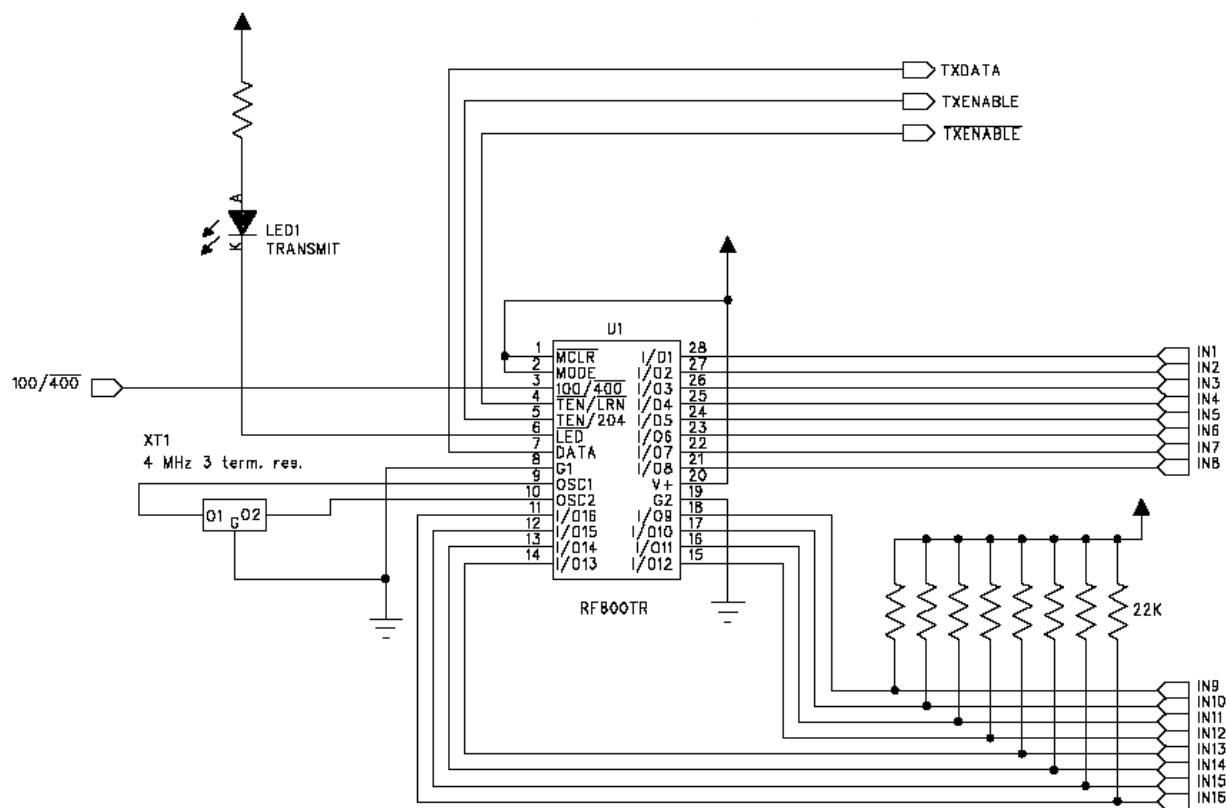 TXDATA
TXENABLE
TXENABLE
A
K
LED1
TRANSMIT
100/400
XT1
4 MHz 3 term. res.
O1 G O2
U1
1 MCLR
2 MODE
3 100/400
4 TEN/LRN
5 TEN/204
6 LED
7 DATA
8 G1
9 OSC1
10 OSC2
11 I/O16
12 I/O15
13 I/O14
14 I/O13
I/O1 28
I/O2 27
I/O3 26
I/O4 25
I/O5 24
I/O6 23
I/O7 22
I/O8 21
V+ 20
G2 19
I/O9 18
I/O10 17
I/O11 16
I/O12 15
RF800TR
IN1
IN2
IN3
IN4
IN5
IN6
IN7
IN8
22K
IN9
IN10
IN11
IN12
IN13
IN14
IN15
IN16